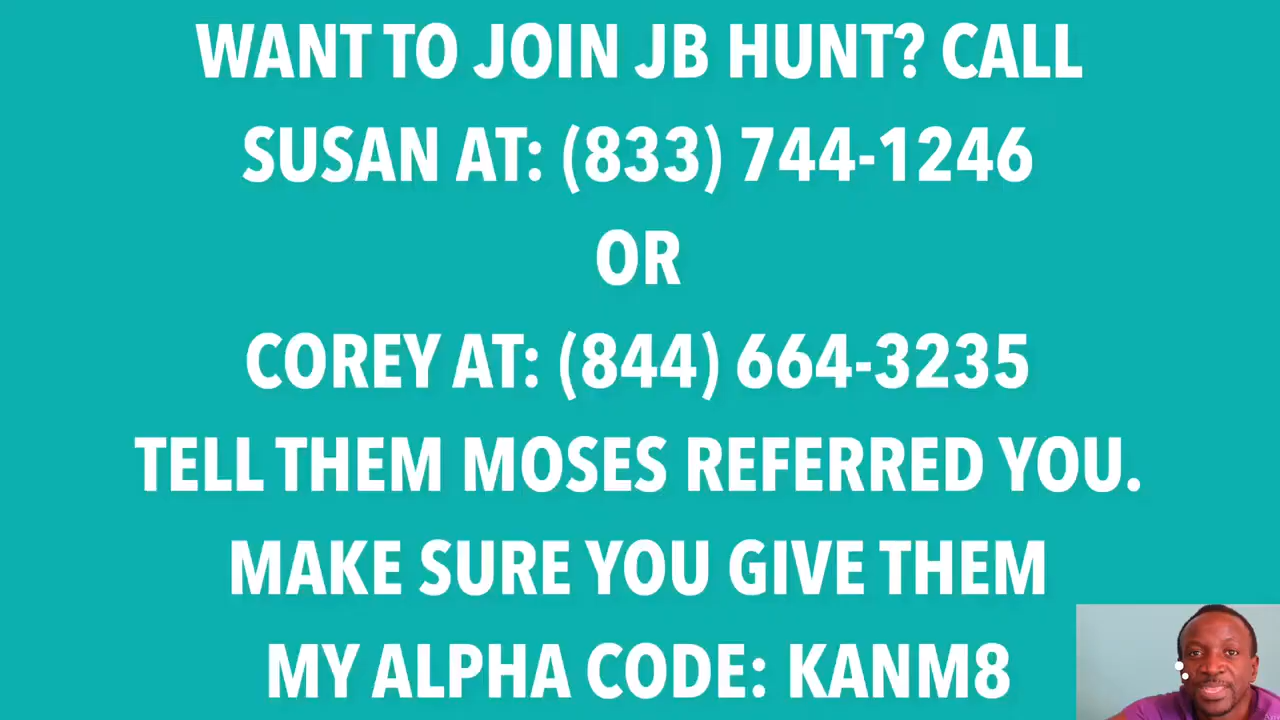 WANT TO JOIN JB HUNT? CALL
SUSAN AT: (833) 744-1246
OR
COREY AT: (844) 664-3235
TELL THEM MOSES REFERRED YOU.
MAKE SURE YOU GIVE THEM
MY ALPHA CODE: KANM8